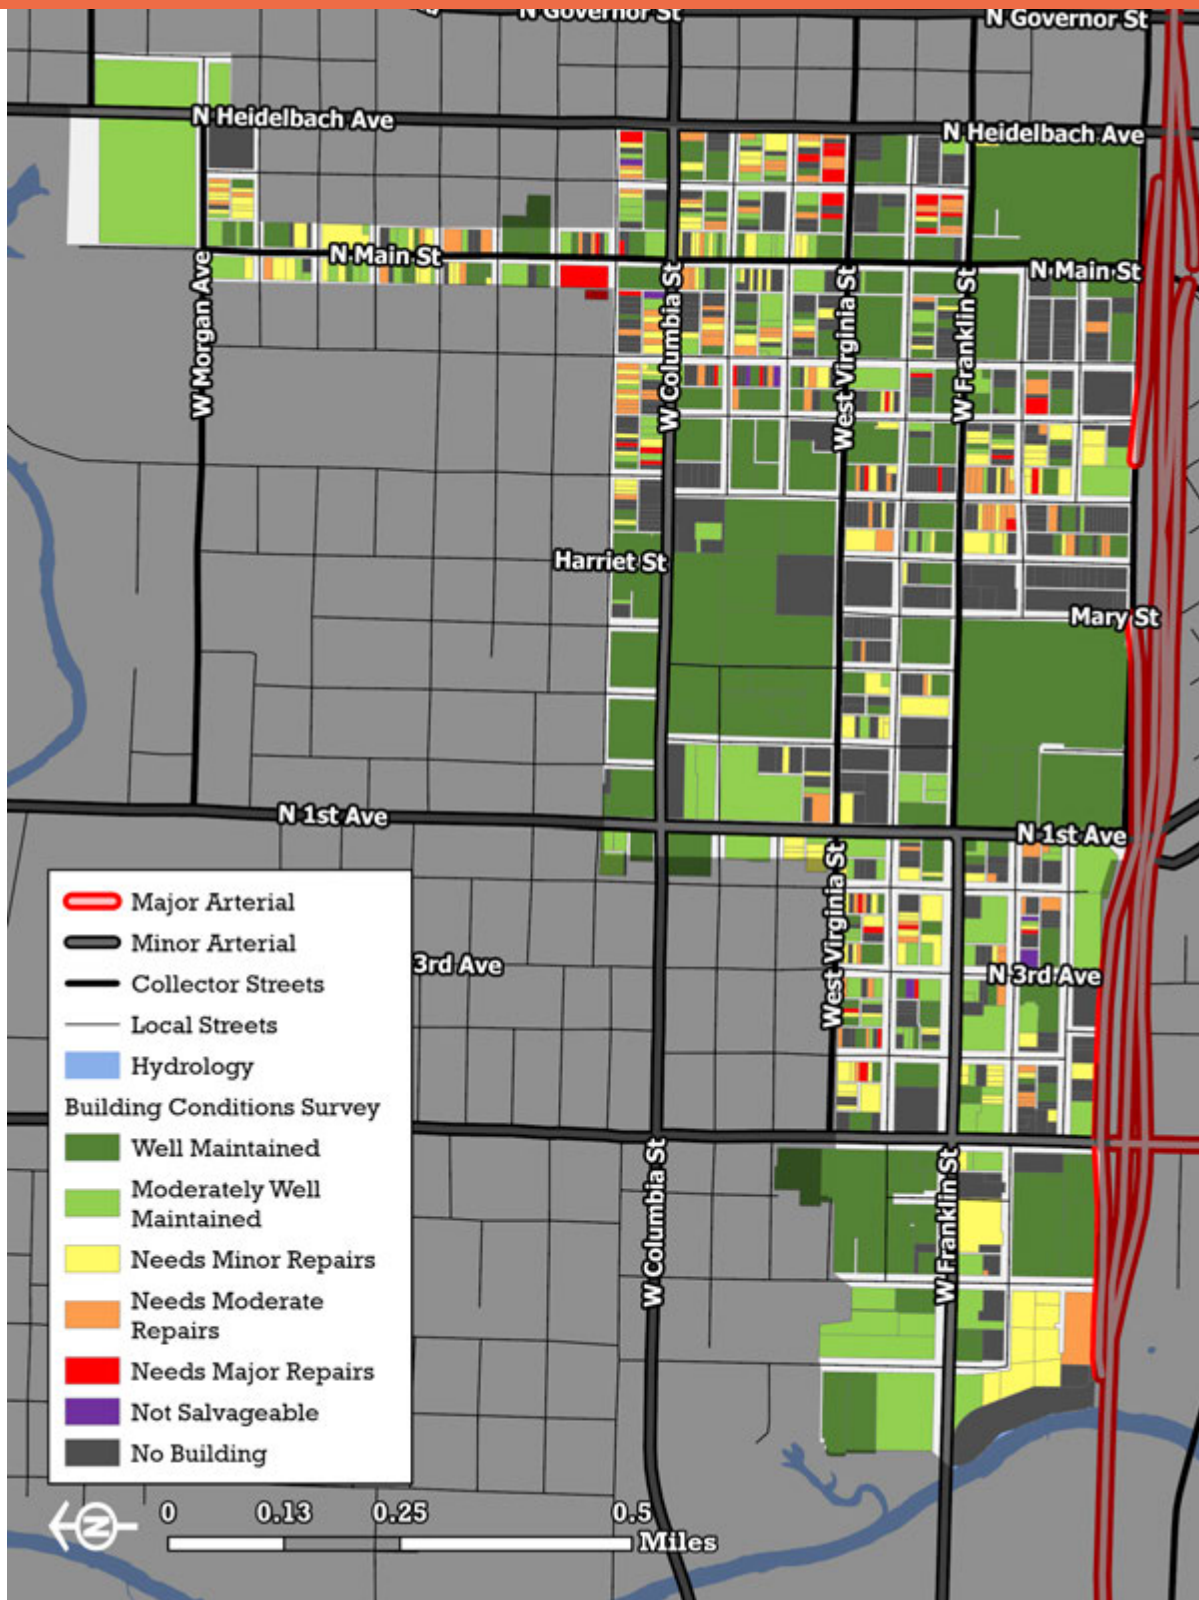 N Governor St
N Governor St
N Heidelbach Ave
N Heidelbach Ave
N Main St
N Main St
W Morgan Ave
W Columbia St
West Virginia St
W Franklin St
Harriet St
Mary St
N 1st Ave
N 1st Ave
West Virginia St
3rd Ave
N 3rd Ave
W Columbia St
W Franklin St
Major Arterial
Minor Arterial
Collector Streets
Local Streets
Hydrology
Building Conditions Survey
Well Maintained
Moderately Well
Maintained
Needs Minor Repairs
Needs Moderate
Repairs
Needs Major Repairs
Not Salvageable
No Building
N
0 0.13 0.25 0.5
Miles